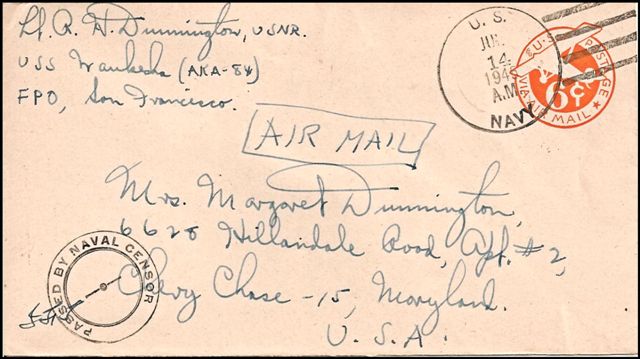 Lt. R. H. Dunnington, USNR.
USS Waukesha (AKA-84)
FPO, San Francisco.
U. S.
JUL
14
A.M.
NAVY
U.S. POSTAGE
6¢
VIA AIR MAIL
AIR MAIL
Mrs. Margaret Dunnington,
6628 Hillandale Road, Apt. #2,
Chevy Chase -15, Maryland.
U. S. A.
PASSED BY NAVAL CENSOR